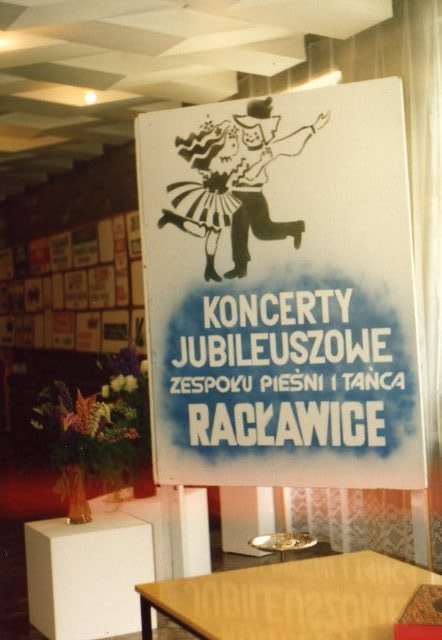 KONCERTY
JUBILEUSZOWE
ZESPOŁU PIEŚNI I TAŃCA
RACŁAWICE